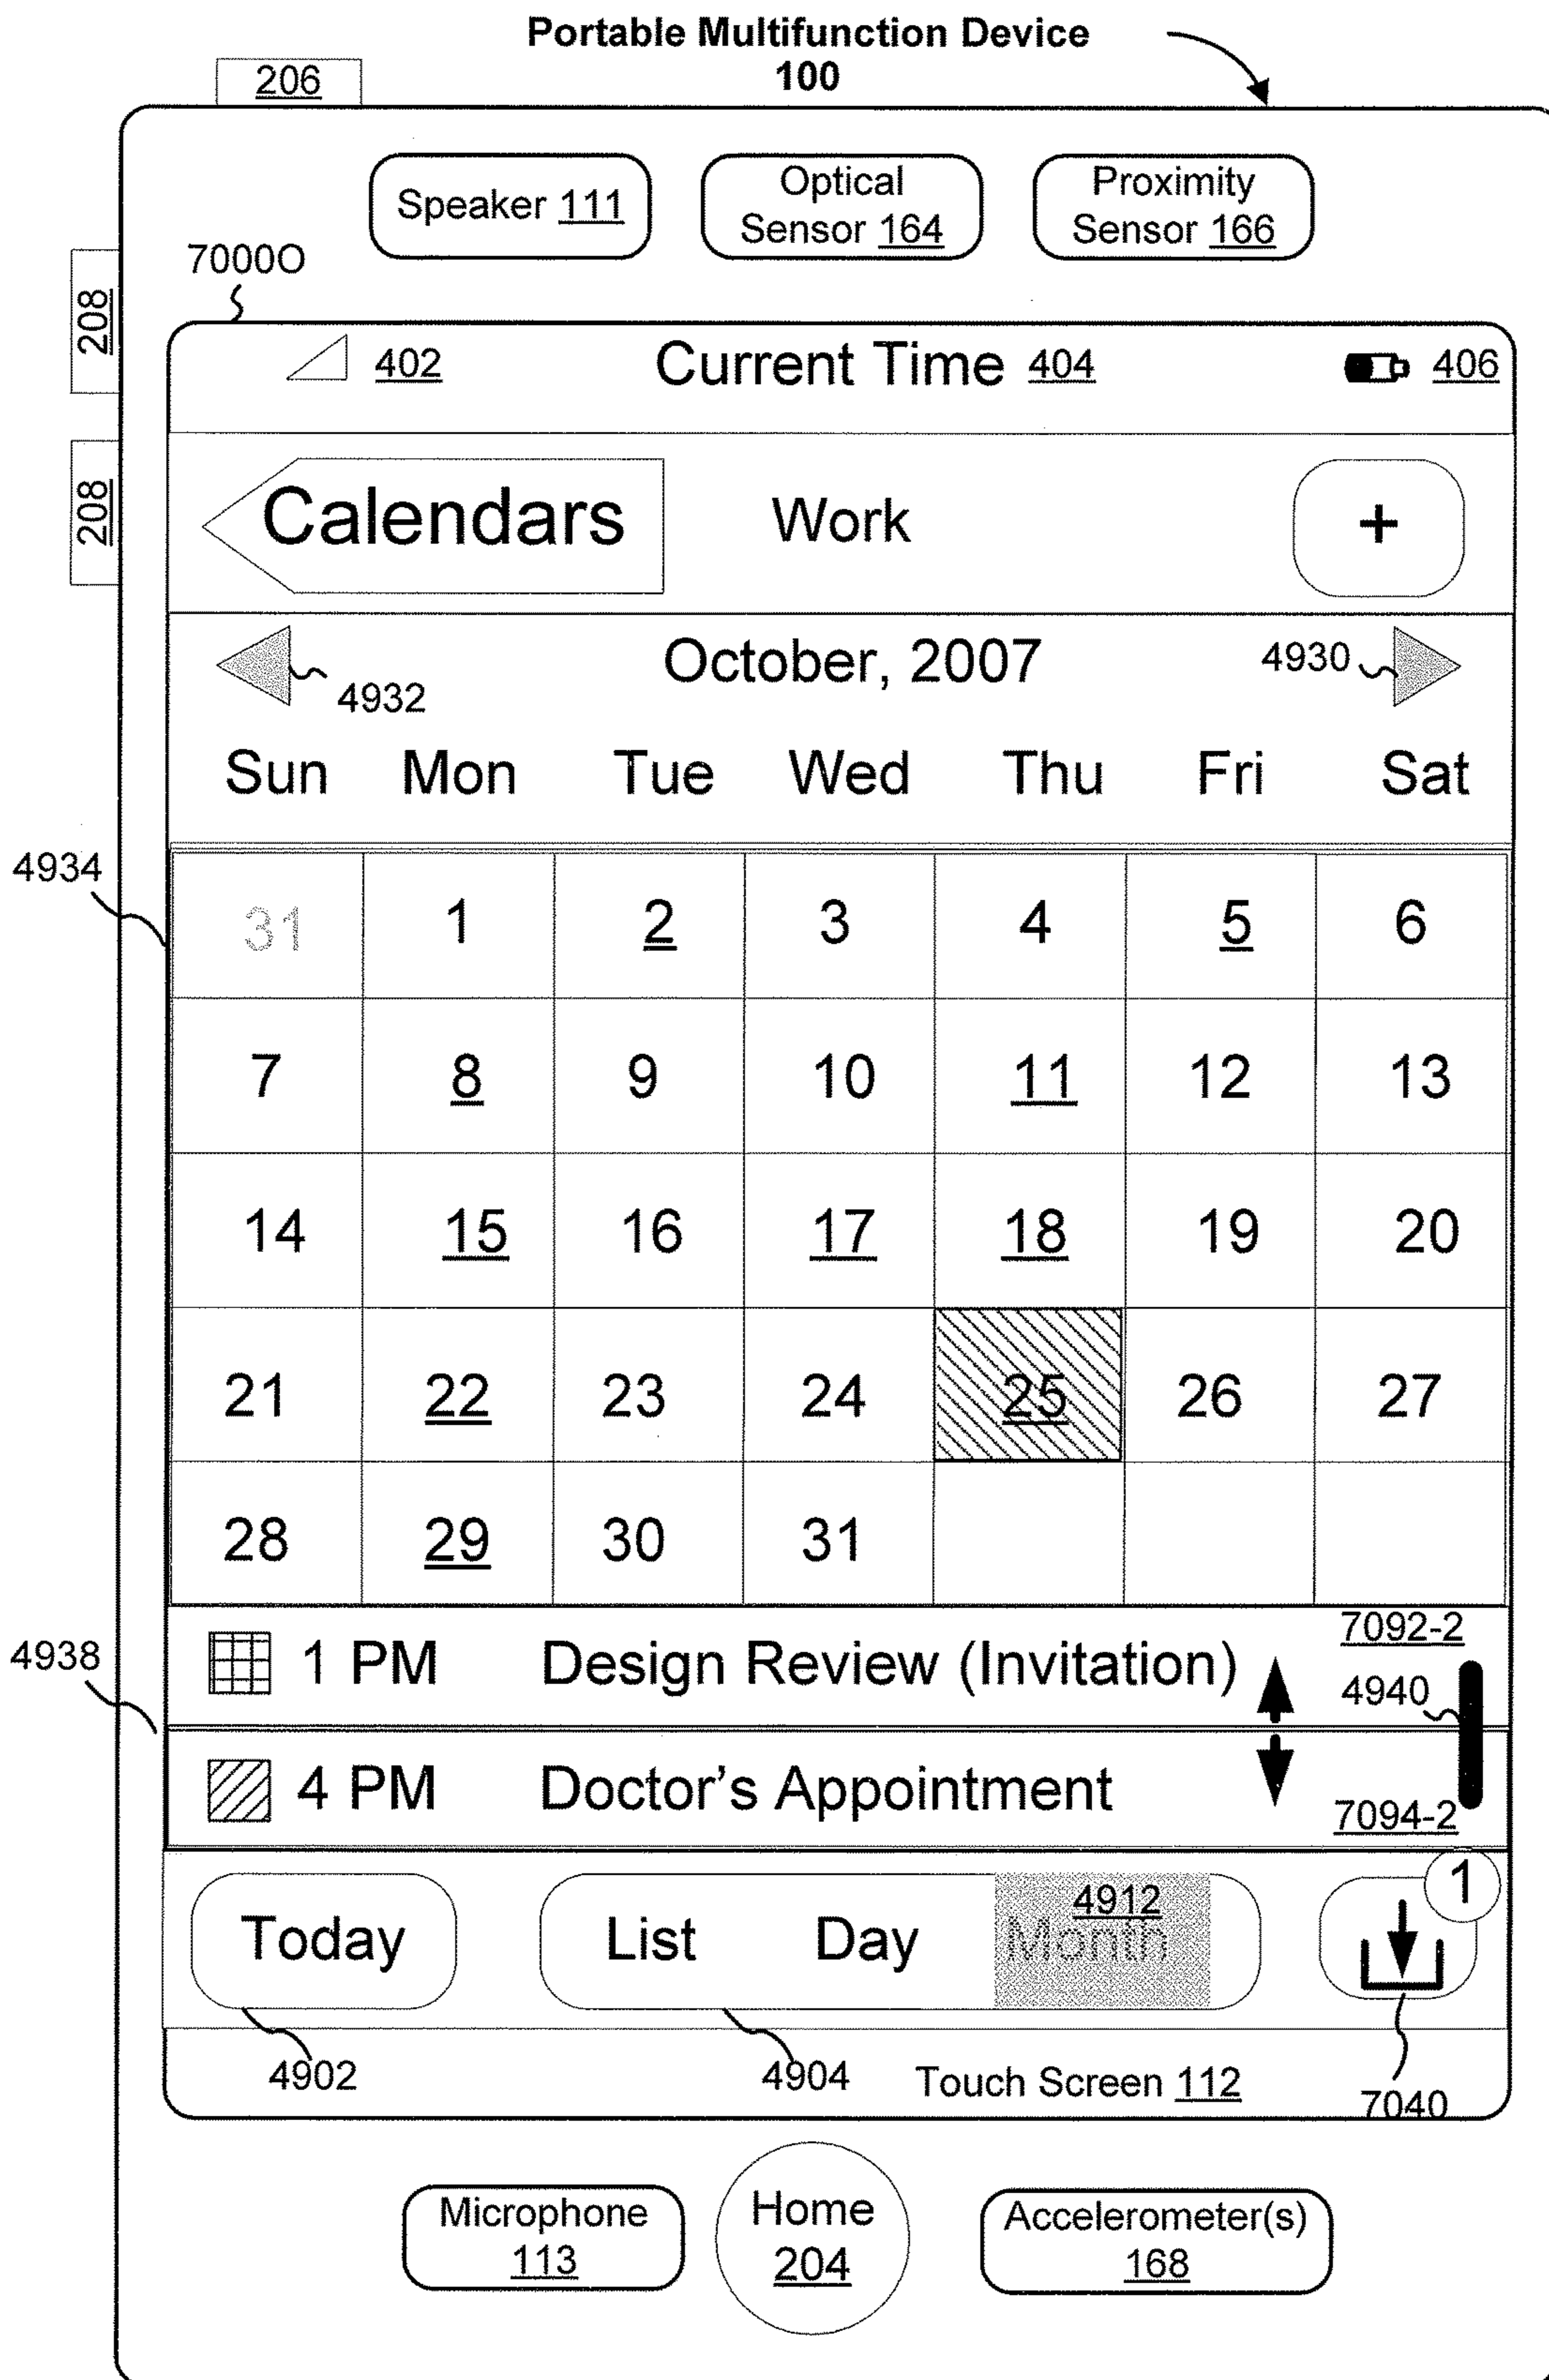 Portable Multifunction Device
100
206
Speaker 111
Optical
Sensor 164
Proximity
Sensor 166
7000O
208
208
402
Current Time 404
406
Calendars
Work
+
4932
October, 2007
4930
Sun Mon Tue Wed Thu Fri Sat
4934
31 1 2 3 4 5 6
7 8 9 10 11 12 13
14 15 16 17 18 19 20
21 22 23 24 25 26 27
28 29 30 31
4938
1 PM Design Review (Invitation)
7092-2
4940
4 PM Doctor's Appointment
7094-2
Today
List
Day
4912
Month
1
4902
4904
Touch Screen 112
7040
Microphone
113
Home
204
Accelerometer(s)
168